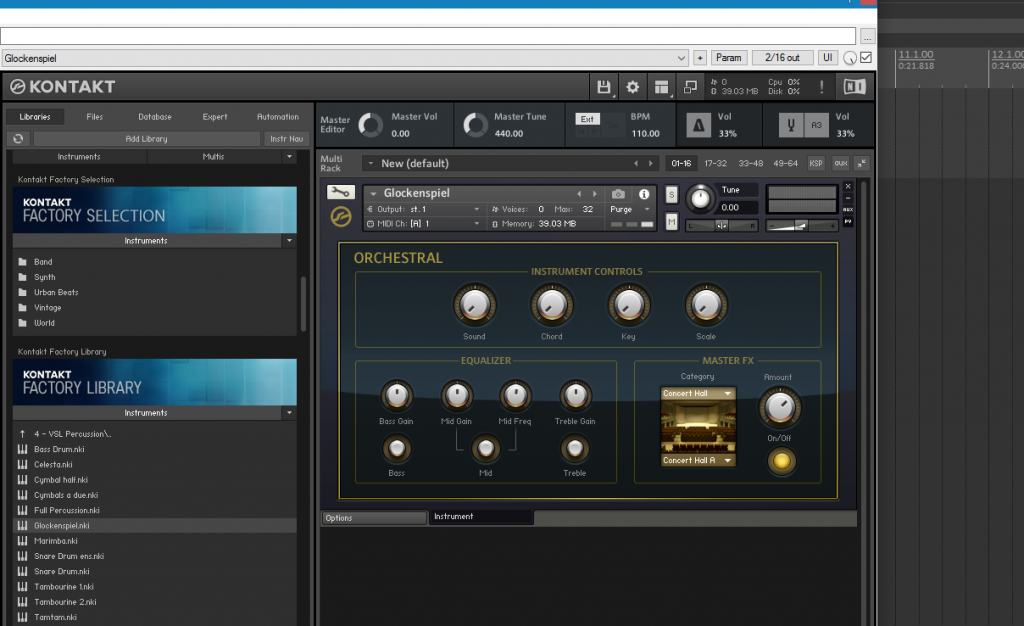 ...
Glockenspiel
+ Param 2/16 out UI
11.1.00 12.1.00
0:21.818 0:24.000
KONTAKT
0 Cpu 0%
39.03 MB Disk 0%
!
Libraries Files Database Expert Automation
Add Library Instr Nav
Instruments Multis
Master Editor
Master Vol
0.00
Master Tune
440.00
Ext
BPM
110.00
Vol
33%
A3
Vol
33%
Multi Rack
New (default)
01-16 17-32 33-48 49-64 KSP aux
Kontakt Factory Selection
KONTAKT
FACTORY SELECTION
Instruments
Band
Synth
Urban Beats
Vintage
World
Kontakt Factory Library
KONTAKT
FACTORY LIBRARY
Instruments
4 - VSL Percussion\..
Bass Drum.nki
Celesta.nki
Cymbal half.nki
Cymbals a due.nki
Full Percussion.nki
Glockenspiel.nki
Marimba.nki
Snare Drum ens.nki
Snare Drum.nki
Tambourine 1.nki
Tambourine 2.nki
Tamtam.nki
Glockenspiel
Output: st.1 Voices: 0 Max: 32 Purge
MIDI Ch: [A] 1 Memory: 39.03 MB
S
M
Tune
0.00
L R
- +
x
-
aux
pv
ORCHESTRAL
INSTRUMENT CONTROLS
Sound Chord Key Scale
EQUALIZER
Bass Gain Mid Gain Mid Freq Treble Gain
Bass Mid Treble
MASTER FX
Category Amount
Concert Hall
On/Off
Concert Hall A
Options Instrument